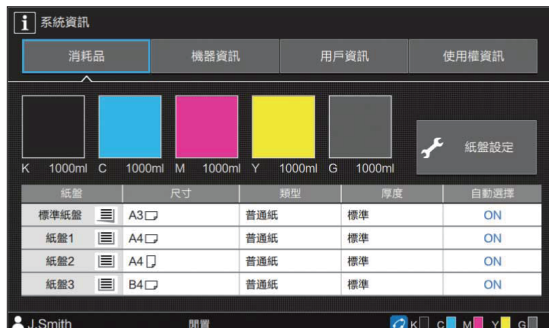 i 系統資訊
消耗品 機器資訊 用戶資訊 使用權資訊
K 1000ml C 1000ml M 1000ml Y 1000ml G 1000ml
紙盤設定
紙盤 尺寸 類型 厚度 自動選擇
標準紙盤 A3 普通紙 標準 ON
紙盤1 A4 普通紙 標準 ON
紙盤2 A4 普通紙 標準 ON
紙盤3 B4 普通紙 標準 ON
J.Smith 閒置 K C M Y G